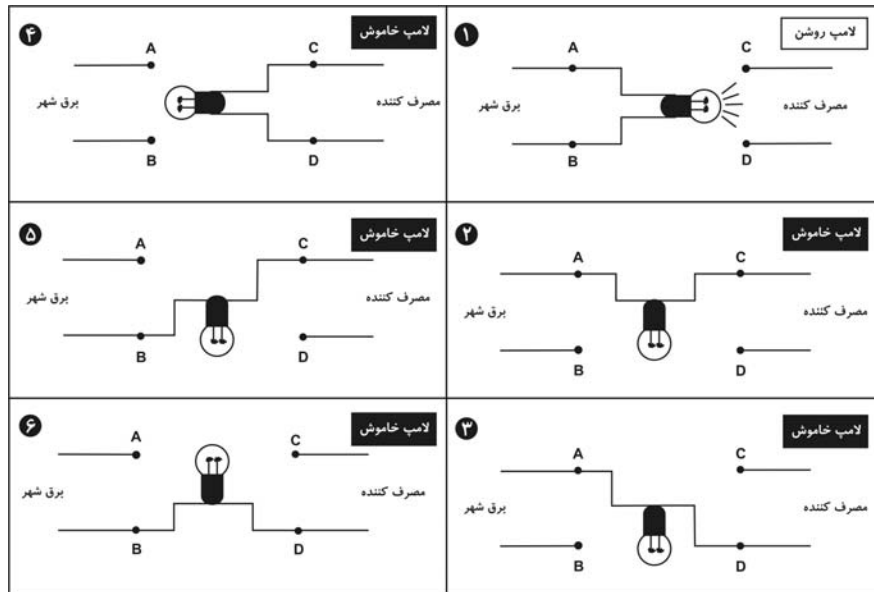 ۱
لامپ روشن
A
C
برق شهر
مصرف کننده
B
D
۲
لامپ خاموش
A
C
برق شهر
مصرف کننده
B
D
۳
لامپ خاموش
A
C
برق شهر
مصرف کننده
B
D
۴
لامپ خاموش
A
C
برق شهر
مصرف کننده
B
D
۵
لامپ خاموش
A
C
برق شهر
مصرف کننده
B
D
۶
لامپ خاموش
A
C
برق شهر
مصرف کننده
B
D